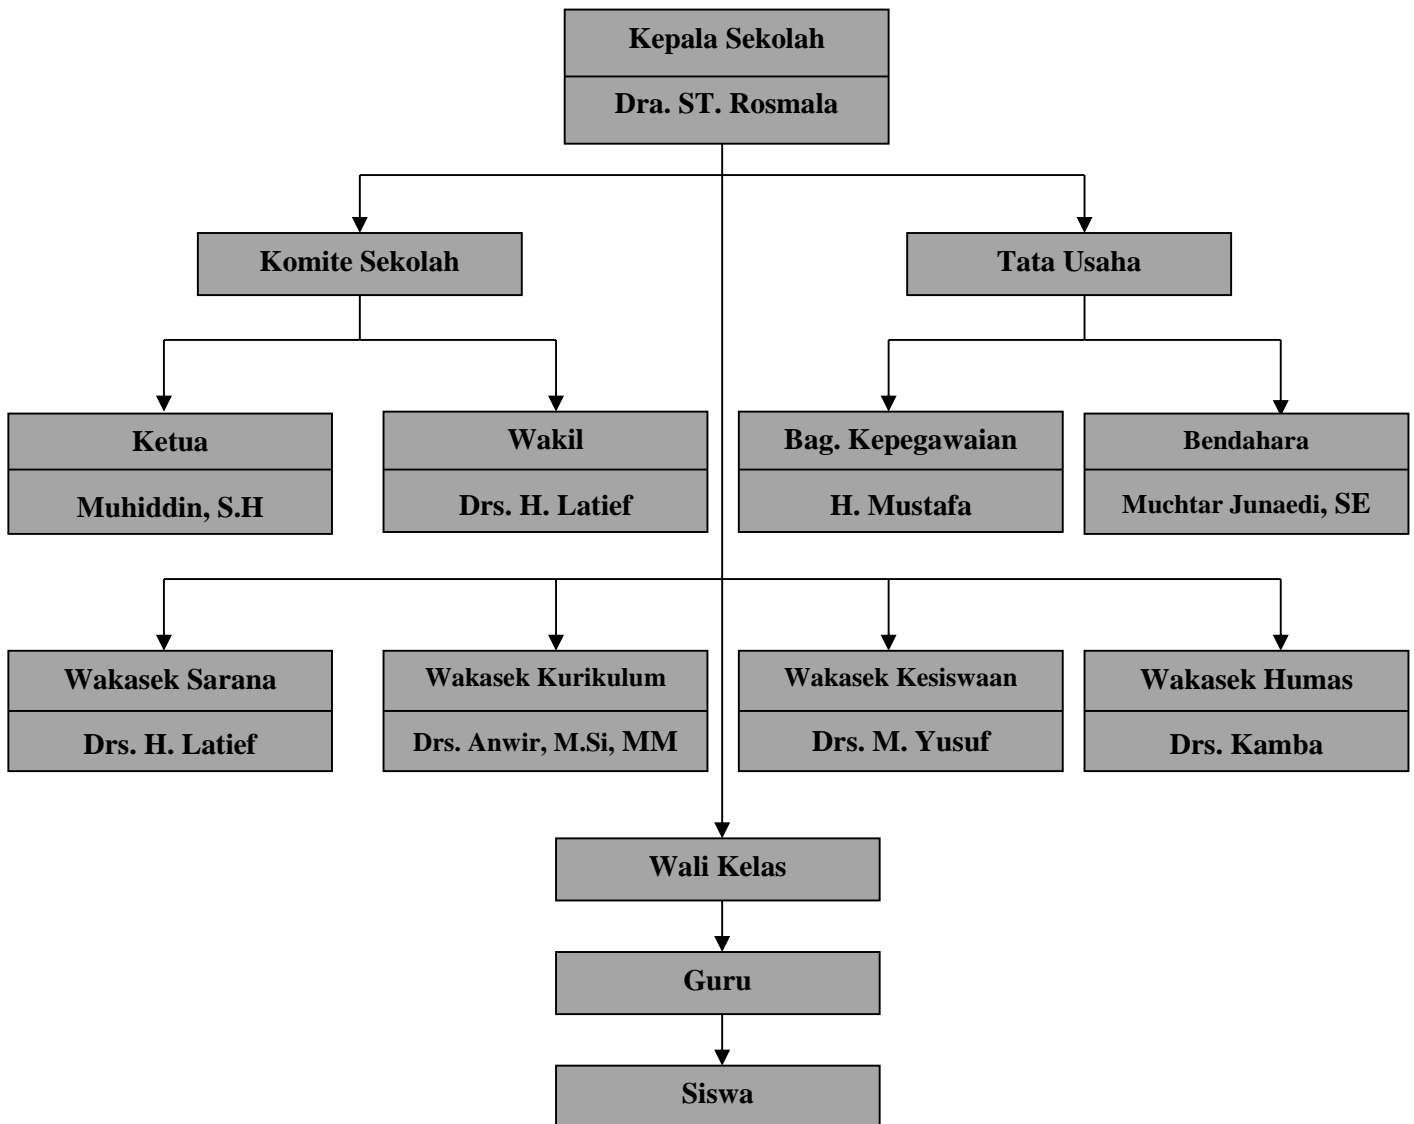 Kepala Sekolah
Dra. ST. Rosmala
Komite Sekolah
Tata Usaha
Ketua
Muhiddin, S.H
Wakil
Drs. H. Latief
Bag. Kepegawaian
H. Mustafa
Bendahara
Muchtar Junaedi, SE
Wakasek Sarana
Drs. H. Latief
Wakasek Kurikulum
Drs. Anwir, M.Si, MM
Wakasek Kesiswaan
Drs. M. Yusuf
Wakasek Humas
Drs. Kamba
Wali Kelas
Guru
Siswa